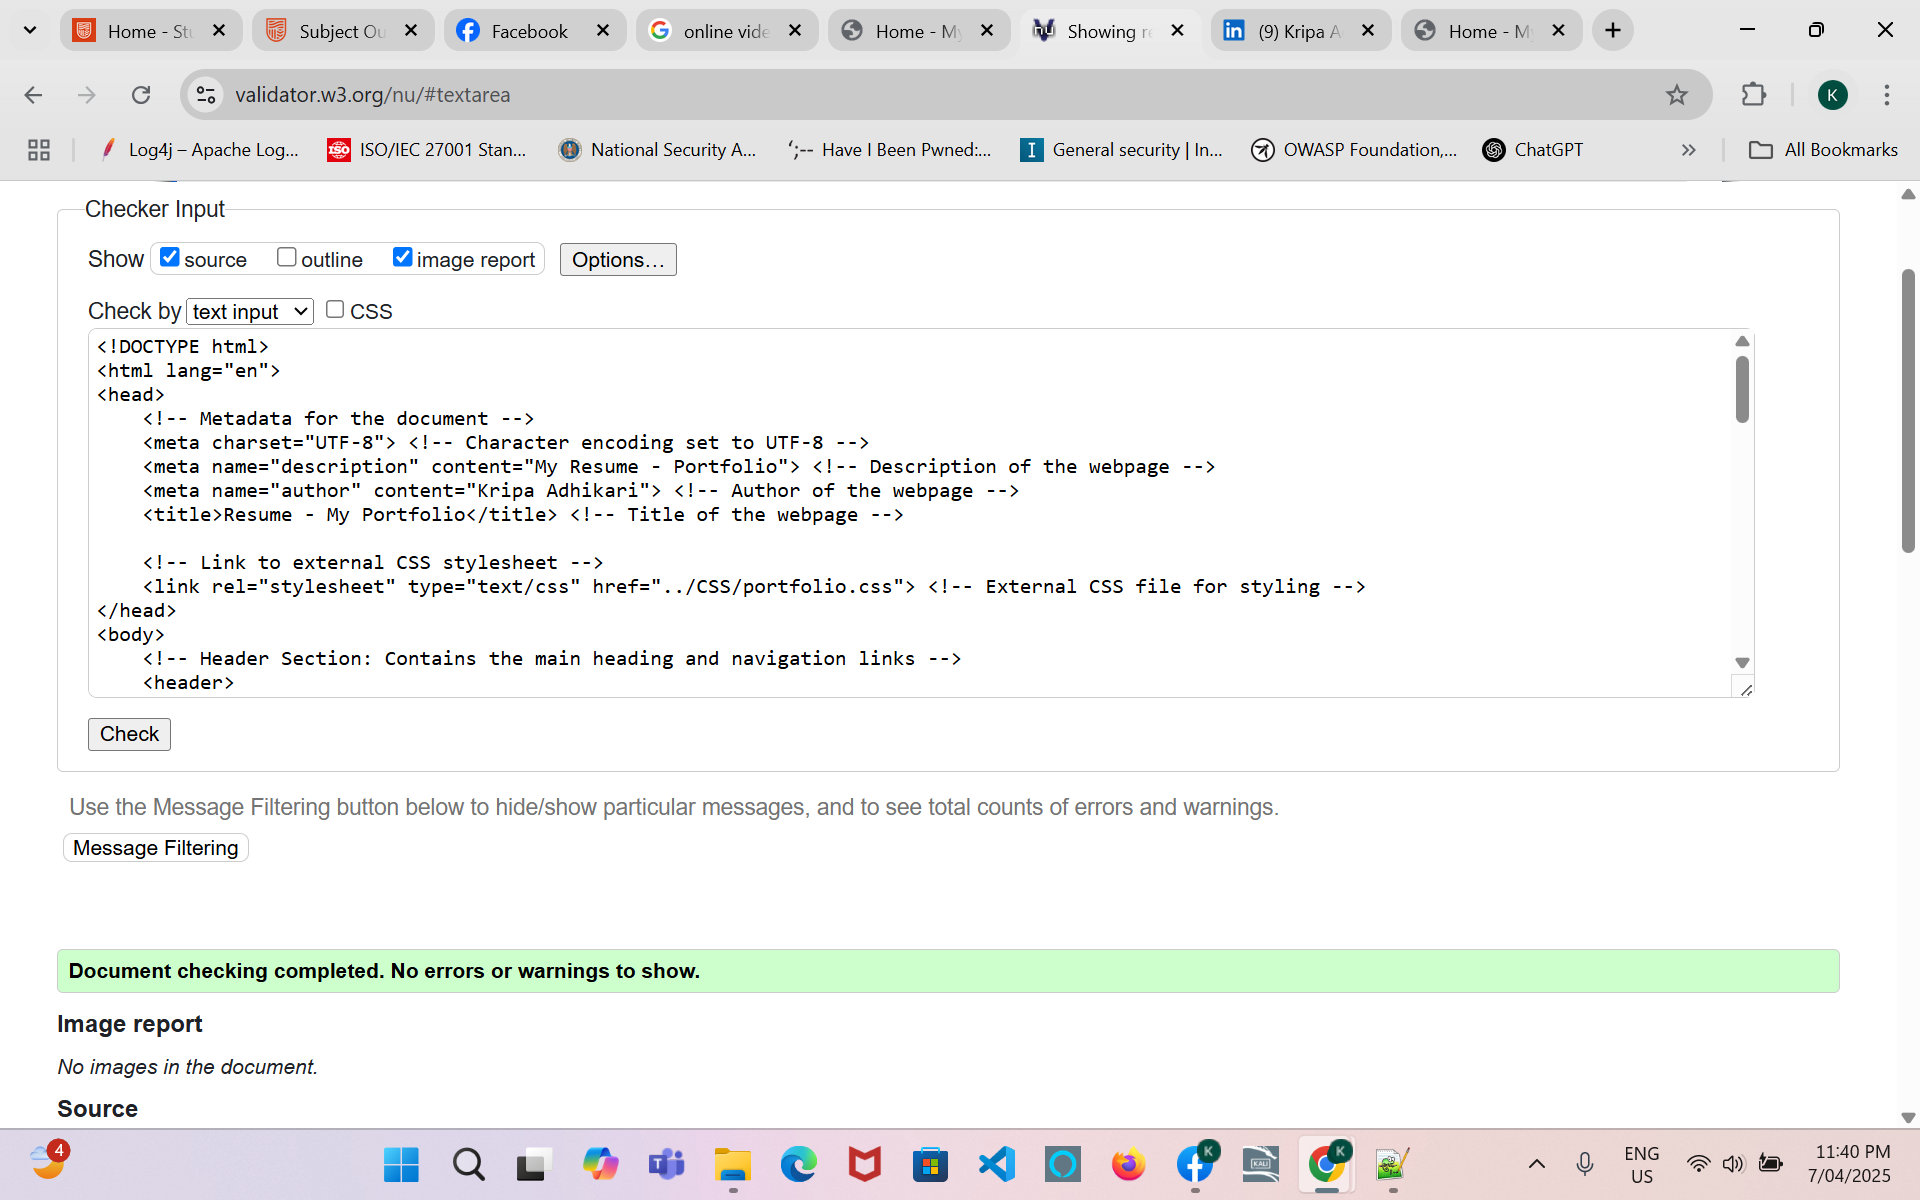 Home - Stu
Subject Ou
Facebook
online vide
Home - My
Showing re
(9) Kripa A
Home - My
validator.w3.org/nu/#textarea
K
Log4j – Apache Log...
ISO ISO/IEC 27001 Stan...
National Security A...
';-- Have I Been Pwned:...
I General security | In...
OWASP Foundation,...
ChatGPT
All Bookmarks
Checker Input
Show source outline image report Options...
Check by text input CSS
<!DOCTYPE html>
<html lang="en">
<head>
    <!-- Metadata for the document -->
    <meta charset="UTF-8"> <!-- Character encoding set to UTF-8 -->
    <meta name="description" content="My Resume - Portfolio"> <!-- Description of the webpage -->
    <meta name="author" content="Kripa Adhikari"> <!-- Author of the webpage -->
    <title>Resume - My Portfolio</title> <!-- Title of the webpage -->
    <!-- Link to external CSS stylesheet -->
    <link rel="stylesheet" type="text/css" href="../CSS/portfolio.css"> <!-- External CSS file for styling -->
</head>
<body>
    <!-- Header Section: Contains the main heading and navigation links -->
    <header>
Check
Use the Message Filtering button below to hide/show particular messages, and to see total counts of errors and warnings.
Message Filtering
Document checking completed. No errors or warnings to show.
Image report
No images in the document.
Source
4
K
KALI
K
ENG
US
11:40 PM
7/04/2025